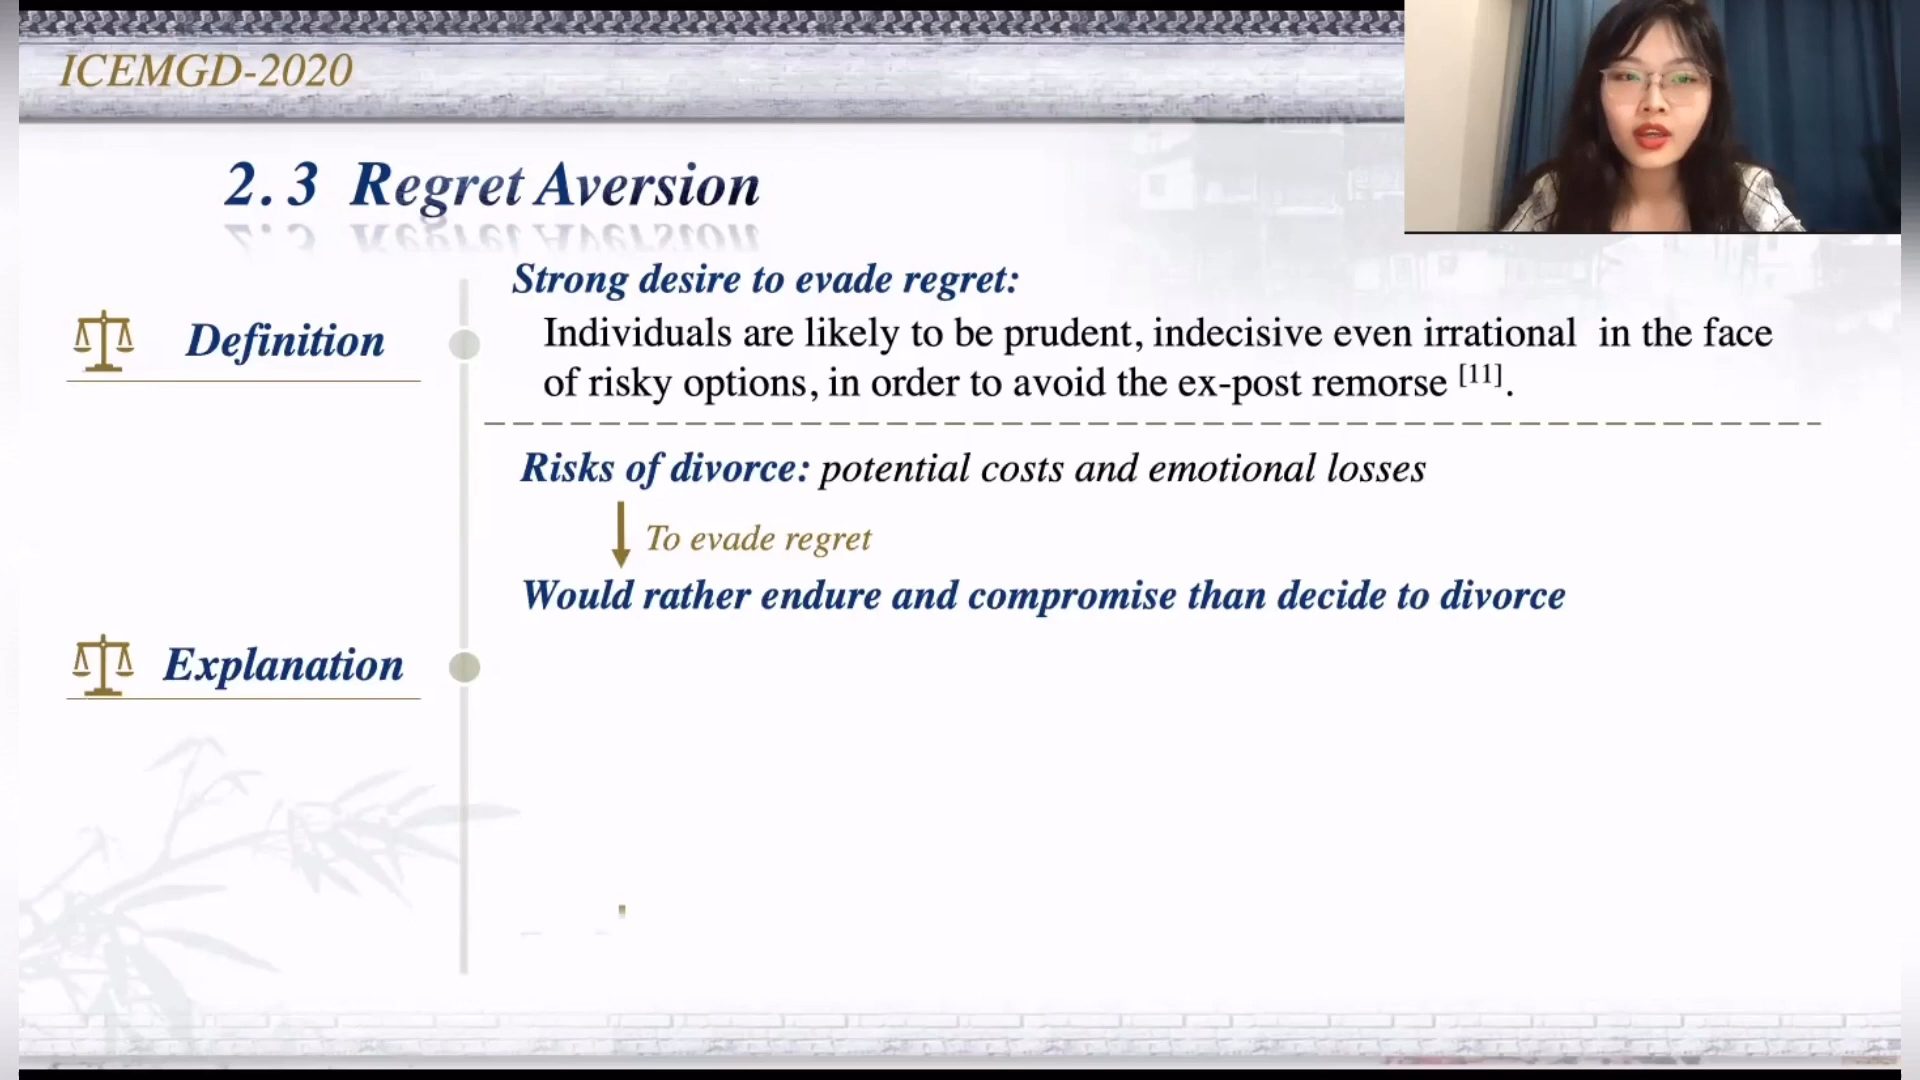 ICEMGD-2020
2.3 Regret Aversion
Strong desire to evade regret:
Definition
Individuals are likely to be prudent, indecisive even irrational in the face
of risky options, in order to avoid the ex-post remorse [11].
Risks of divorce: potential costs and emotional losses
To evade regret
Would rather endure and compromise than decide to divorce
Explanation